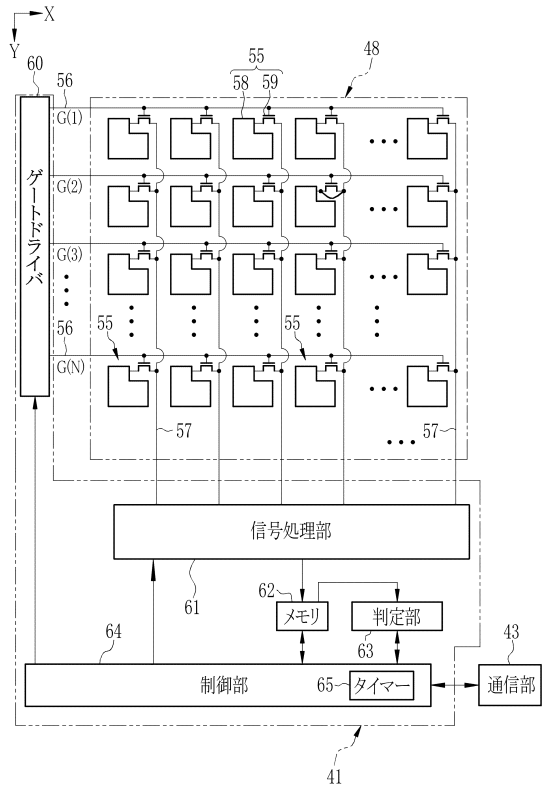 X
Y
60
56
55
58
59
48
G(1)
G(2)
G(3)
ゲートドライバ
56
55
55
G(N)
57
57
信号処理部
61
62
メモリ
判定部
63
64
制御部
65
タイマー
43
通信部
41